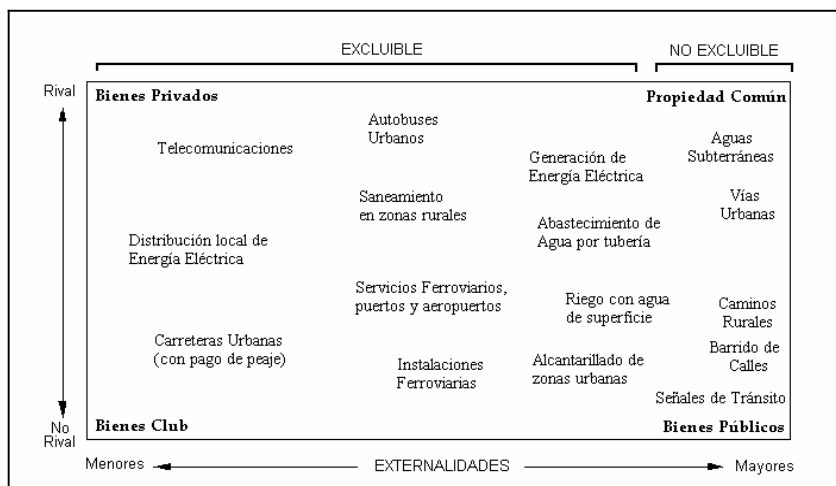 EXCLUIBLE
NO EXCLUIBLE
Rival
Bienes Privados
Propiedad Común
Autobuses
Urbanos
Telecomunicaciones
Aguas
Subterráneas
Generación de
Energía Eléctrica
Saneamiento
en zonas rurales
Vías
Urbanas
Abastecimiento de
Agua por tubería
Distribución local de
Energía Eléctrica
Servicios Ferroviarios,
puertos y aeropuertos
Riego con agua
de superficie
Caminos
Rurales
Carreteras Urbanas
(con pago de peaje)
Barrido de
Calles
Instalaciones
Ferroviarias
Alcantarillado de
zonas urbanas
Señales de Tránsito
No
Rival
Bienes Club
Bienes Públicos
Menores
EXTERNALIDADES
Mayores